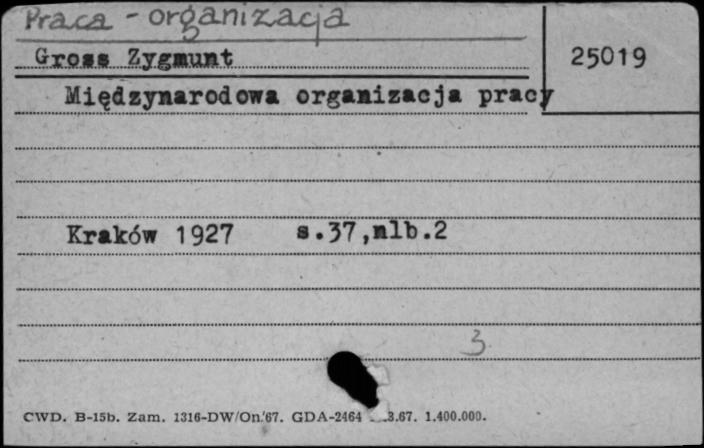 Praca - organizacja
Gross Zygmunt
25019
Międzynarodowa organizacja pracy
Kraków 1927 s.37,nlb.2
3
CWD. B-15b. Zam. 1316-DW/On.'67. GDA-2464 .3.67. 1.400.000.